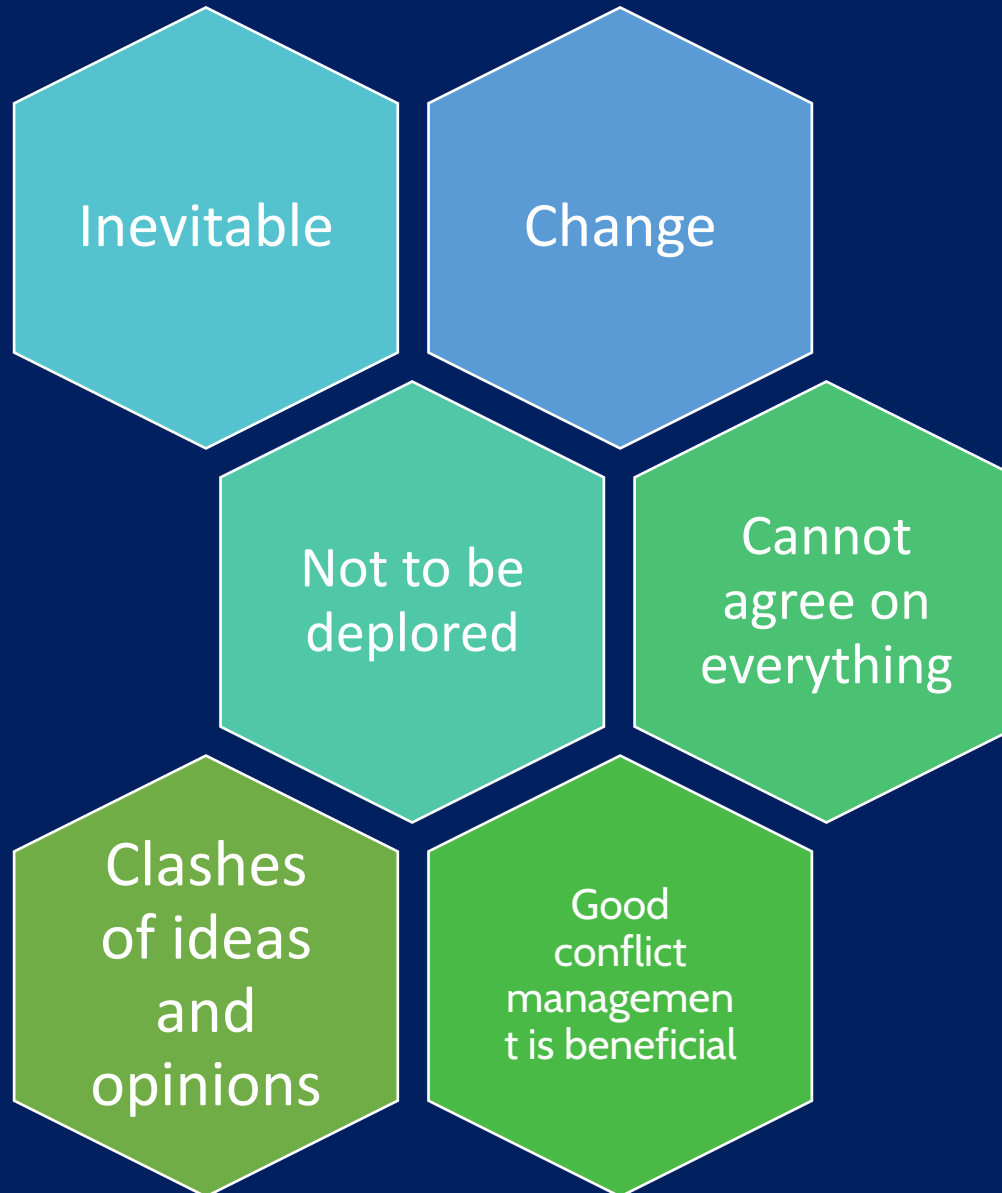 Inevitable
Change
Not to be
deplored
Cannot
agree on
everything
Clashes
of ideas
and
opinions
Good
conflict
managemen
t is beneficial